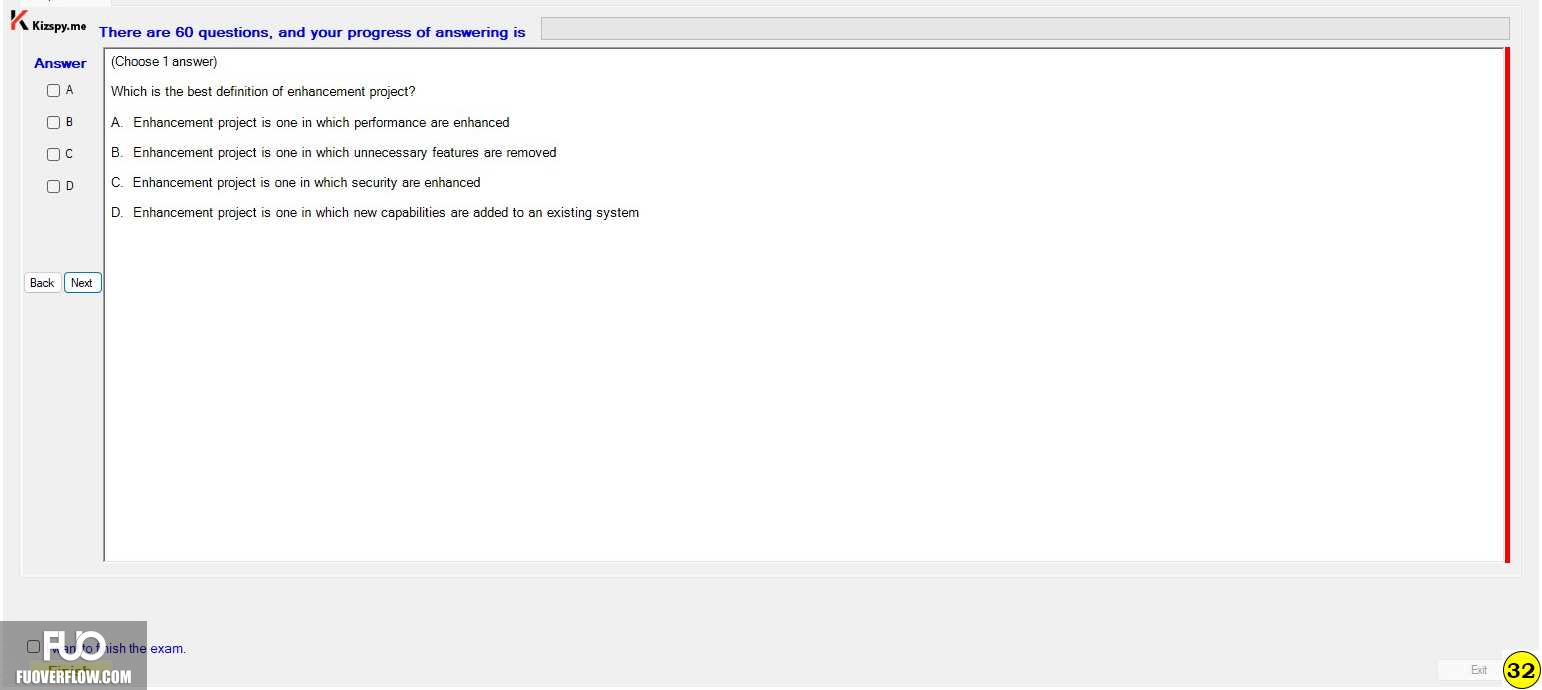 Kizspy.me
There are 60 questions, and your progress of answering is
Answer
(Choose 1 answer)
A
Which is the best definition of enhancement project?
B
A. Enhancement project is one in which performance are enhanced
C
B. Enhancement project is one in which unnecessary features are removed
D
C. Enhancement project is one in which security are enhanced
D. Enhancement project is one in which new capabilities are added to an existing system
Back Next
FUO
want to finish the exam.
Finish
FUOVERFLOW.COM
Exit
32